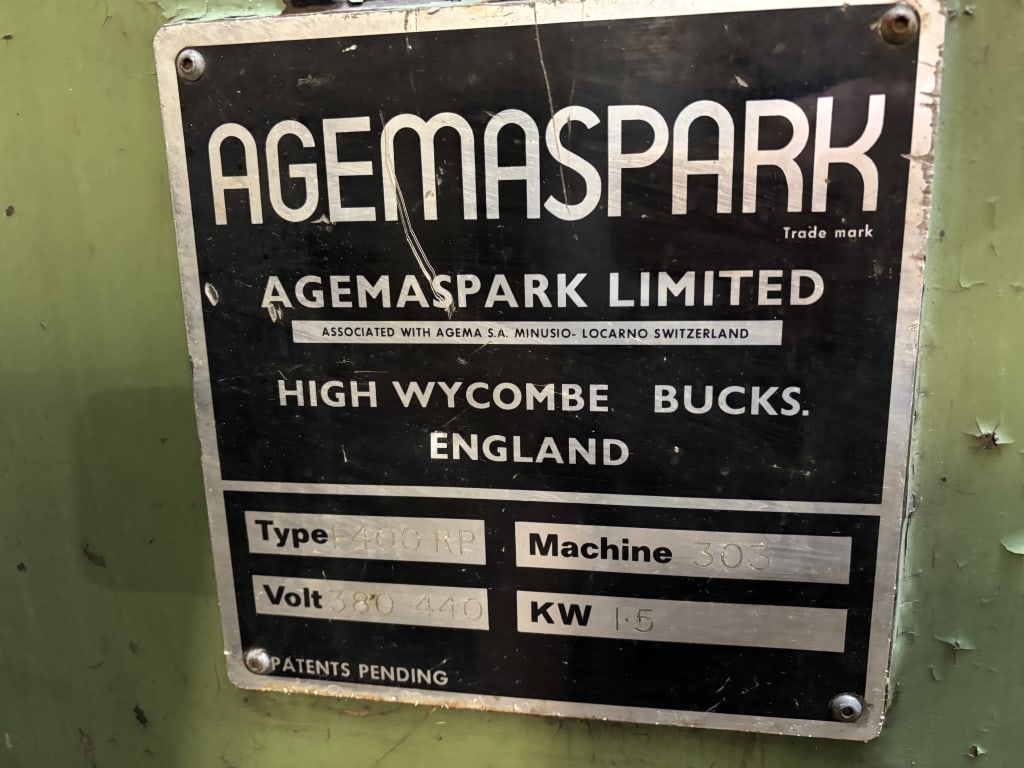 AGEMASPARK
Trade mark
AGEMASPARK LIMITED
ASSOCIATED WITH AGEMA S.A. MINUSIO- LOCARNO SWITZERLAND
HIGH WYCOMBE BUCKS.
ENGLAND
Type F400 RP Machine 303
Volt 380 440 KW 1.5
PATENTS PENDING